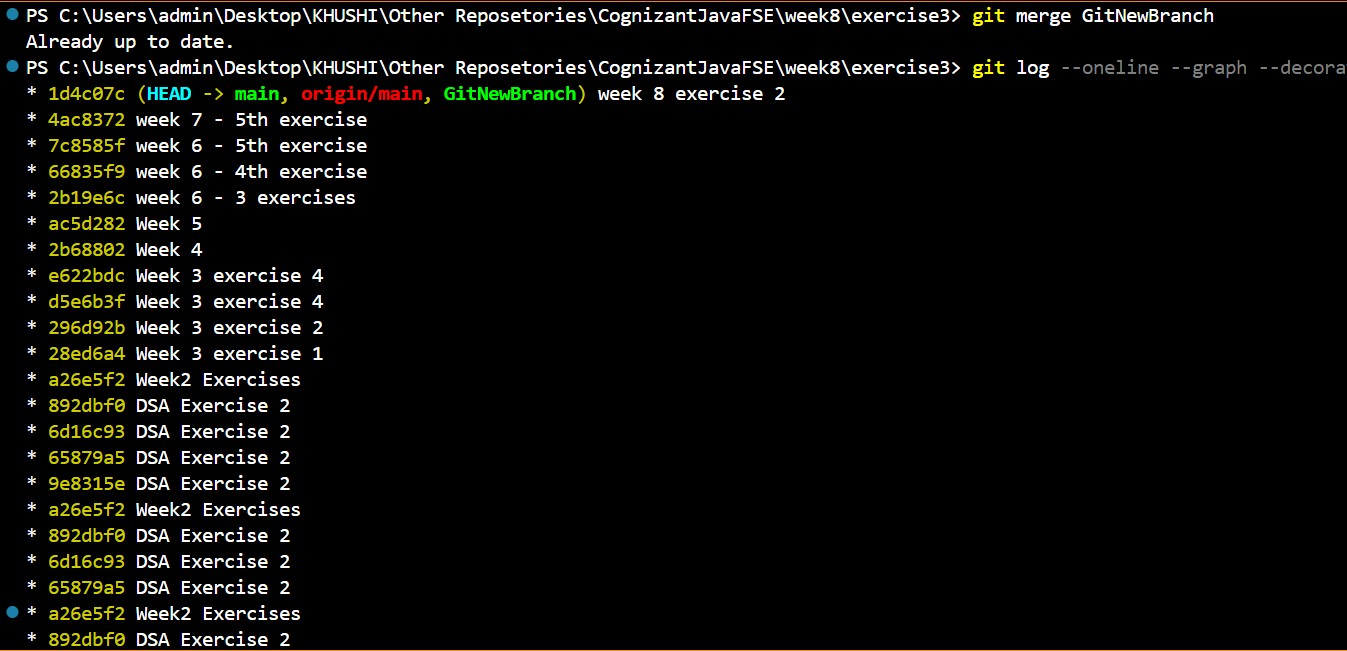 PS C:\Users\admin\Desktop\KHUSHI\Other Reposetories\CognizantJavaFSE\week8\exercise3> git merge GitNewBranch
Already up to date.
PS C:\Users\admin\Desktop\KHUSHI\Other Reposetories\CognizantJavaFSE\week8\exercise3> git log --oneline --graph --decora
* 1d4c07c (HEAD -> main, origin/main, GitNewBranch) week 8 exercise 2
* 4ac8372 week 7 - 5th exercise
* 7c8585f week 6 - 5th exercise
* 66835f9 week 6 - 4th exercise
* 2b19e6c week 6 - 3 exercises
* ac5d282 Week 5
* 2b68802 Week 4
* e622bdc Week 3 exercise 4
* d5e6b3f Week 3 exercise 4
* 296d92b Week 3 exercise 2
* 28ed6a4 Week 3 exercise 1
* a26e5f2 Week2 Exercises
* 892dbf0 DSA Exercise 2
* 6d16c93 DSA Exercise 2
* 65879a5 DSA Exercise 2
* 9e8315e DSA Exercise 2
* a26e5f2 Week2 Exercises
* 892dbf0 DSA Exercise 2
* 6d16c93 DSA Exercise 2
* 65879a5 DSA Exercise 2
* a26e5f2 Week2 Exercises
* 892dbf0 DSA Exercise 2